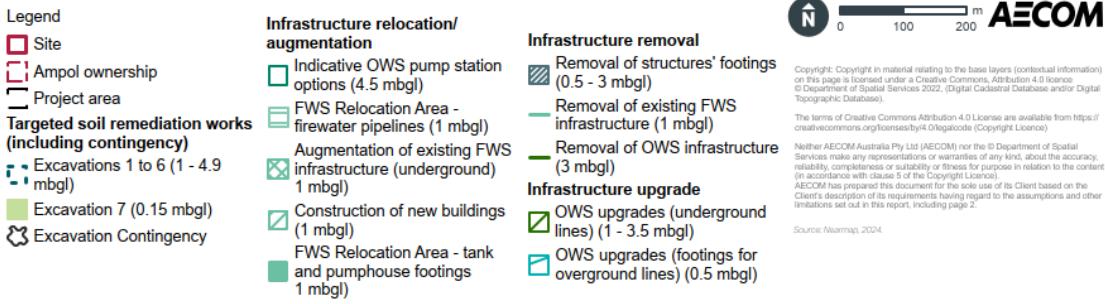 Legend
Site
Ampol ownership
Project area
Targeted soil remediation works
(including contingency)
Excavations 1 to 6 (1 - 4.9
mbgl)
Excavation 7 (0.15 mbgl)
Excavation Contingency
Infrastructure relocation/
augmentation
Indicative OWS pump station
options (4.5 mbgl)
FWS Relocation Area -
firewater pipelines (1 mbgl)
Augmentation of existing FWS
infrastructure (underground)
1 mbgl)
Construction of new buildings
(1 mbgl)
FWS Relocation Area - tank
and pumphouse footings
1 mbgl)
Infrastructure removal
Removal of structures' footings
(0.5 - 3 mbgl)
Removal of existing FWS
infrastructure (1 mbgl)
Removal of OWS infrastructure
(3 mbgl)
Infrastructure upgrade
OWS upgrades (underground
lines) (1 - 3.5 mbgl)
OWS upgrades (footings for
overground lines) (0.5 mbgl)
N
m
0 100 200
AECOM
Copyright: Copyright in material relating to the base layers (contextual information)
on this page is licensed under a Creative Commons, Attribution 4.0 licence
© Department of Spatial Services 2022, (Digital Cadastral Database and/or Digital
Topographic Database).
The terms of Creative Commons Attribution 4.0 License are available from https://
creativecommons.org/licenses/by/4.0/legalcode (Copyright Licence)
Neither AECOM Australia Pty Ltd (AECOM) nor the © Department of Spatial
Services make any representations or warranties of any kind, about the accuracy,
reliability, completeness or suitability or fitness for purpose in relation to the content
(in accordance with clause 5 of the Copyright Licence).
AECOM has prepared this document for the sole use of its Client based on the
Client's description of its requirements having regard to the assumptions and other
limitations set out in this report, including page 2.
Source: Nearmap, 2024.